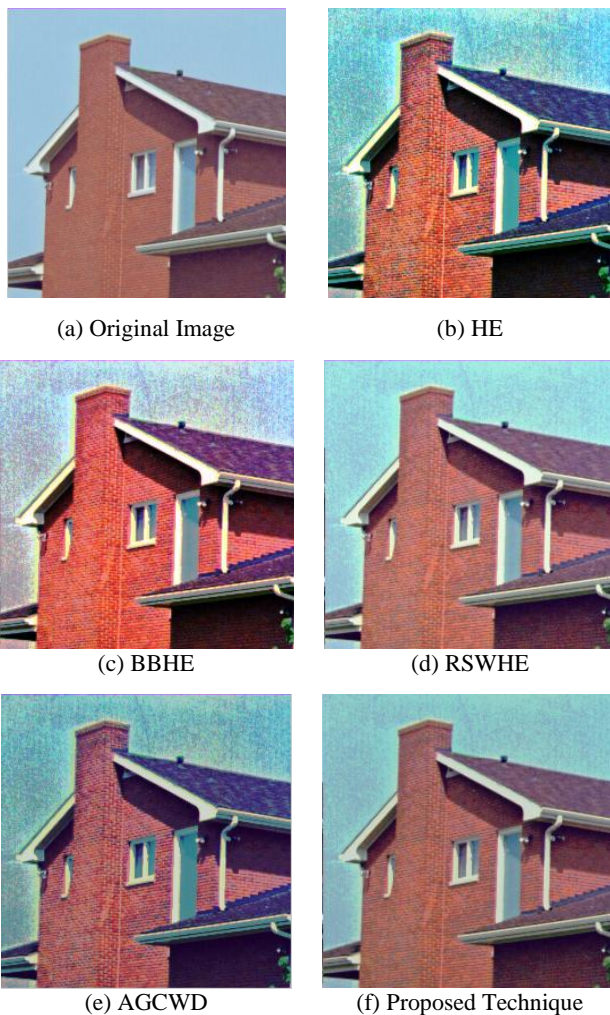 (a) Original Image
(b) HE
(c) BBHE
(d) RSWHE
(e) AGCWD
(f) Proposed Technique